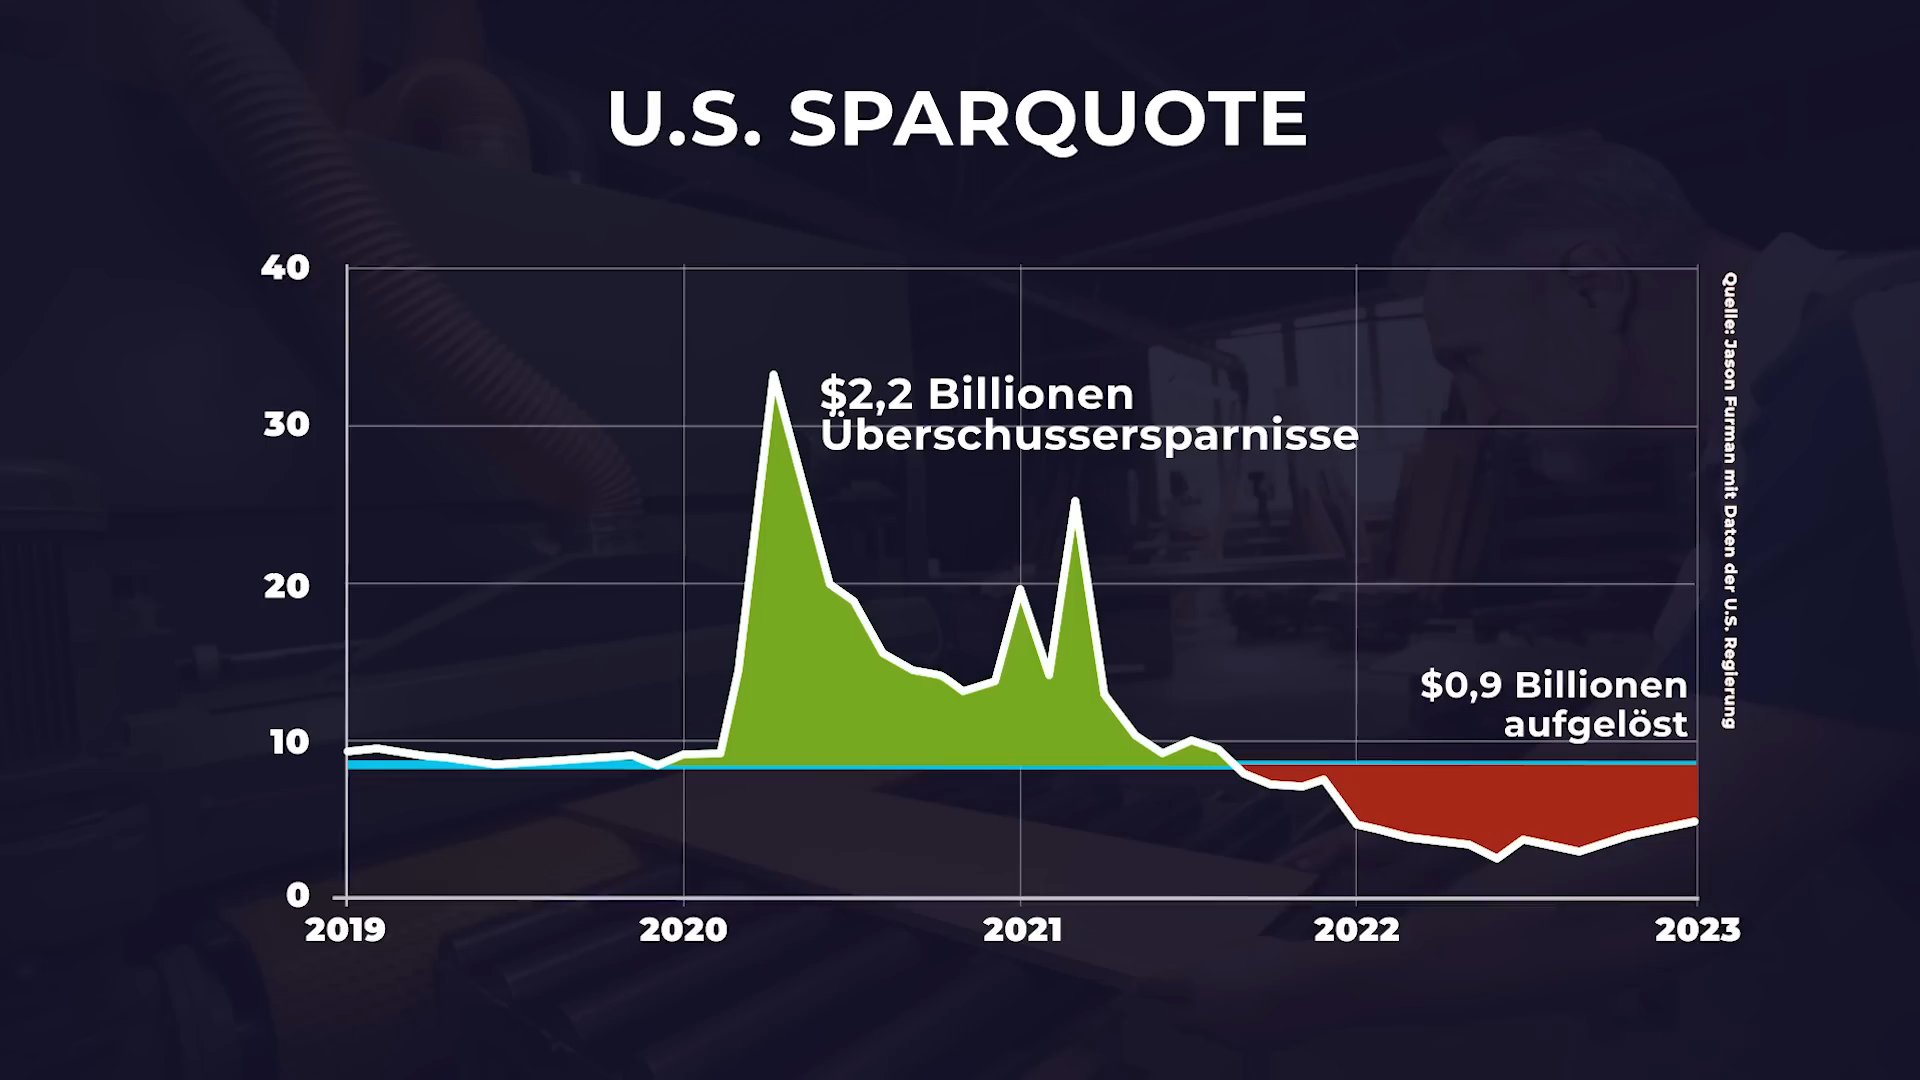 U.S. SPARQUOTE
40
30
20
10
0
2019
2020
2021
2022
2023
$2,2 Billionen
Überschussersparnisse
$0,9 Billionen
aufgelöst
Quelle: Jason Furman mit Daten der U.S. Regierung